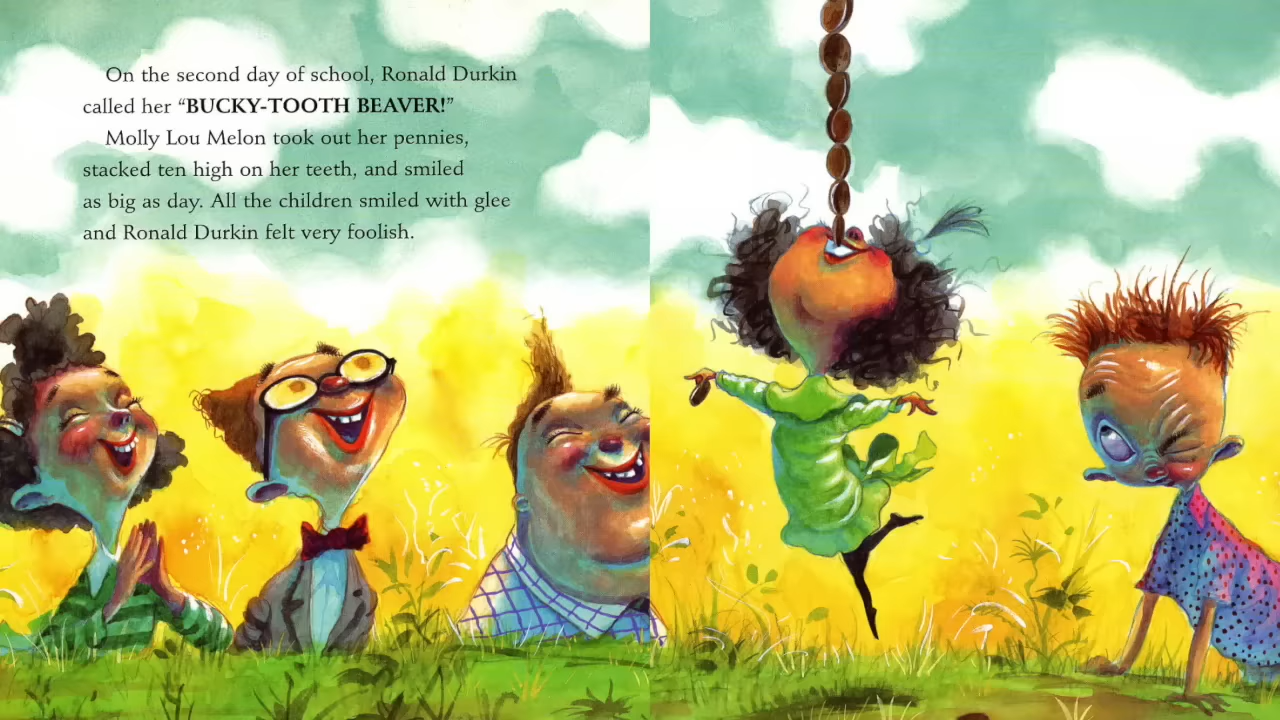 On the second day of school, Ronald Durkin
called her “BUCKY-TOOTH BEAVER!”
Molly Lou Melon took out her pennies,
stacked ten high on her teeth, and smiled
as big as day. All the children smiled with glee
and Ronald Durkin felt very foolish.